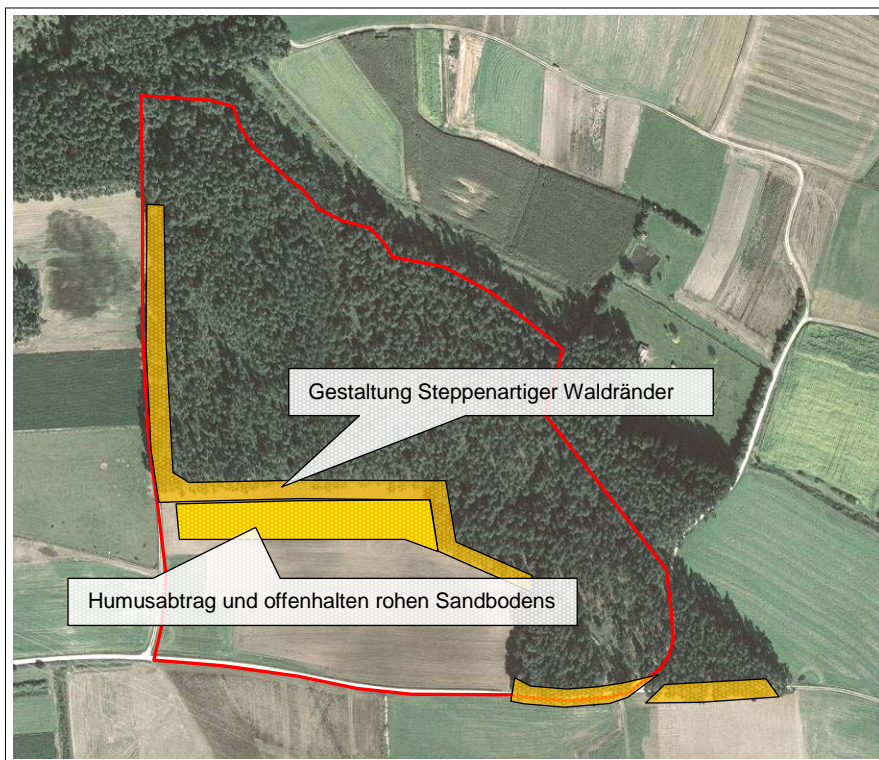 Gestaltung Steppenartiger Waldränder
Humusabtrag und offenhalten rohen Sandbodens